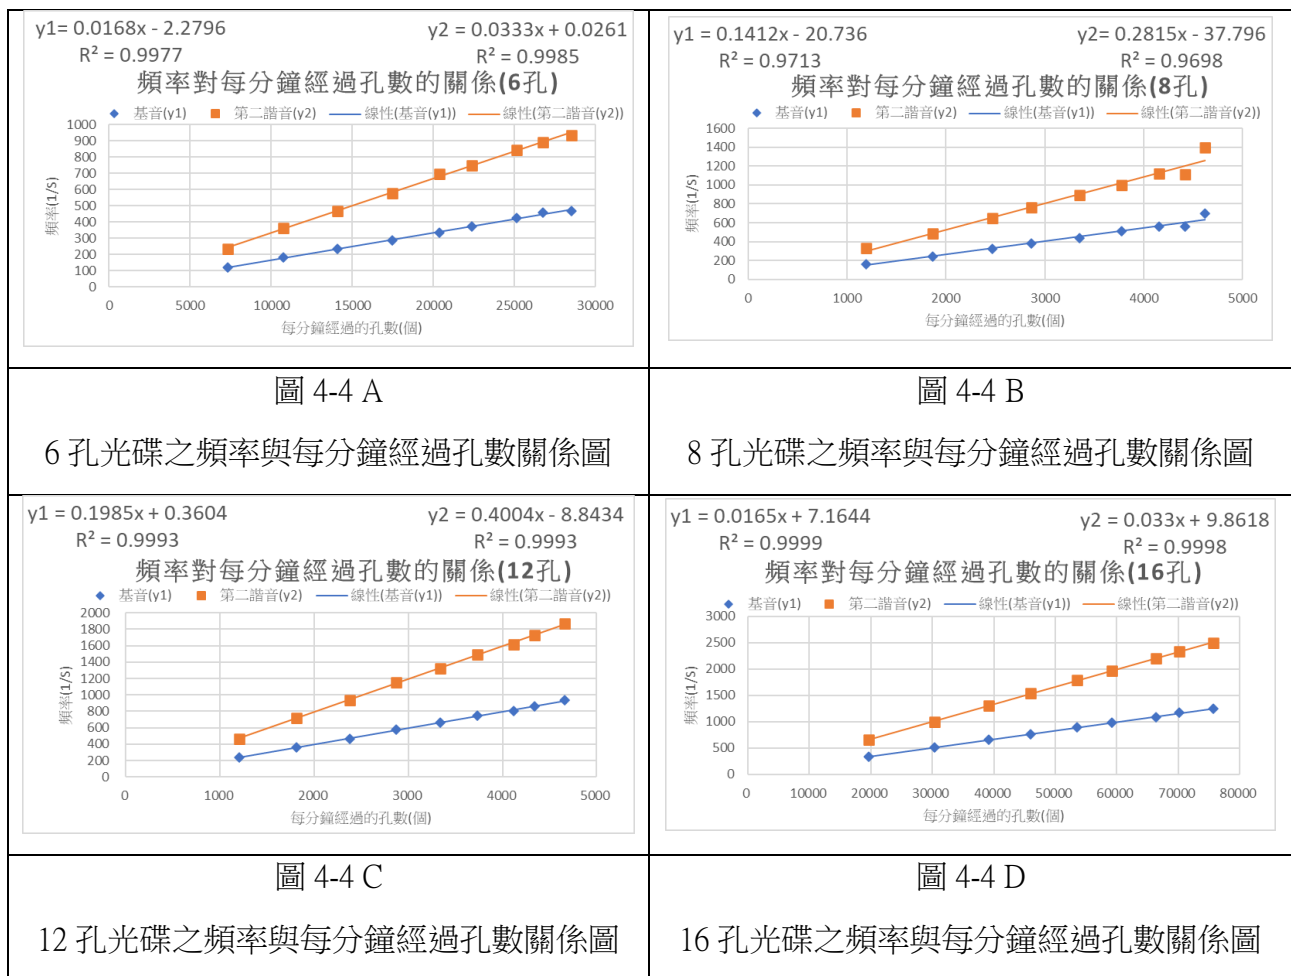 y1= 0.0168x - 2.2796
y2 = 0.0333x + 0.0261
R² = 0.9977
R² = 0.9985
頻率對每分鐘經過孔數的關係(6孔)
基音(y1) 第二諧音(y2) 線性(基音(y1)) 線性(第二諧音(y2))
1000
900
800
700
600
500
400
300
200
100
0
頻率(1/S)
0 5000 10000 15000 20000 25000 30000
每分鐘經過的孔數(個)
y1 = 0.1412x - 20.736
y2= 0.2815x - 37.796
R² = 0.9713
R² = 0.9698
頻率對每分鐘經過孔數的關係(8孔)
基音(y1) 第二諧音(y2) 線性(基音(y1)) 線性(第二諧音(y2))
1600
1400
1200
1000
800
600
400
200
0
頻率(1/S)
0 1000 2000 3000 4000 5000
每分鐘經過的孔數(個)
圖 4-4 A
6 孔光碟之頻率與每分鐘經過孔數關係圖
圖 4-4 B
8 孔光碟之頻率與每分鐘經過孔數關係圖
y1 = 0.1985x + 0.3604
y2 = 0.4004x - 8.8434
R² = 0.9993
R² = 0.9993
頻率對每分鐘經過孔數的關係(12孔)
基音(y1) 第二諧音(y2) 線性(基音(y1)) 線性(第二諧音(y2))
2000
1800
1600
1400
1200
1000
800
600
400
200
0
頻率(1/S)
0 1000 2000 3000 4000 5000
每分鐘經過的孔數(個)
y1 = 0.0165x + 7.1644
y2 = 0.033x + 9.8618
R² = 0.9999
R² = 0.9998
頻率對每分鐘經過孔數的關係(16孔)
基音(y1) 第二諧音(y2) 線性(基音(y1)) 線性(第二諧音(y2))
3000
2500
2000
1500
1000
500
0
頻率(1/S)
0 10000 20000 30000 40000 50000 60000 70000 80000
每分鐘經過的孔數(個)
圖 4-4 C
12 孔光碟之頻率與每分鐘經過孔數關係圖
圖 4-4 D
16 孔光碟之頻率與每分鐘經過孔數關係圖